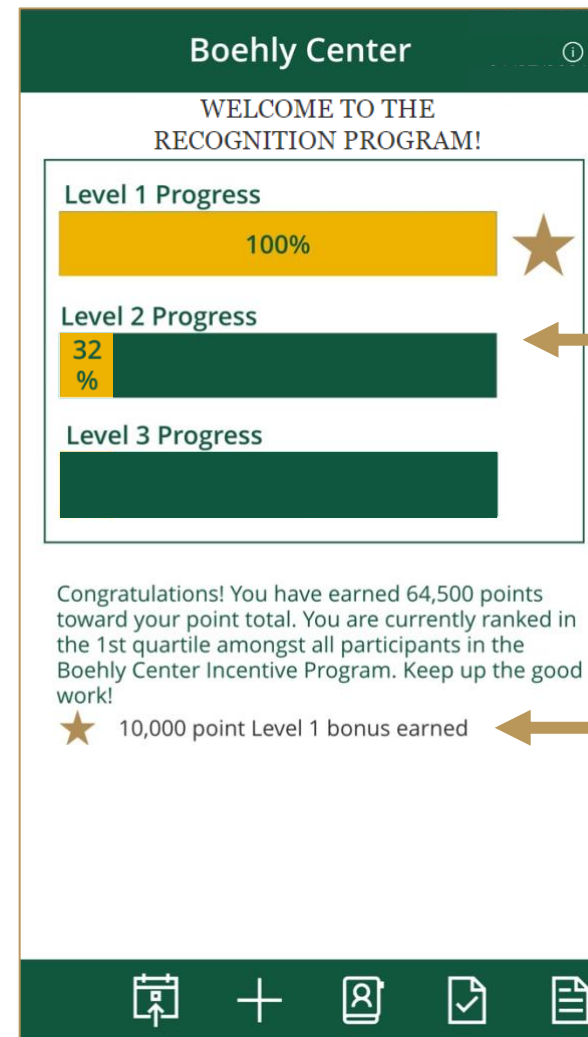 Boehly Center
WELCOME TO THE
RECOGNITION PROGRAM!
Level 1 Progress
100%
Level 2 Progress
32
%
Level 3 Progress
Congratulations! You have earned 64,500 points
toward your point total. You are currently ranked in
the 1st quartile amongst all participants in the
Boehly Center Incentive Program. Keep up the good
work!
10,000 point Level 1 bonus earned